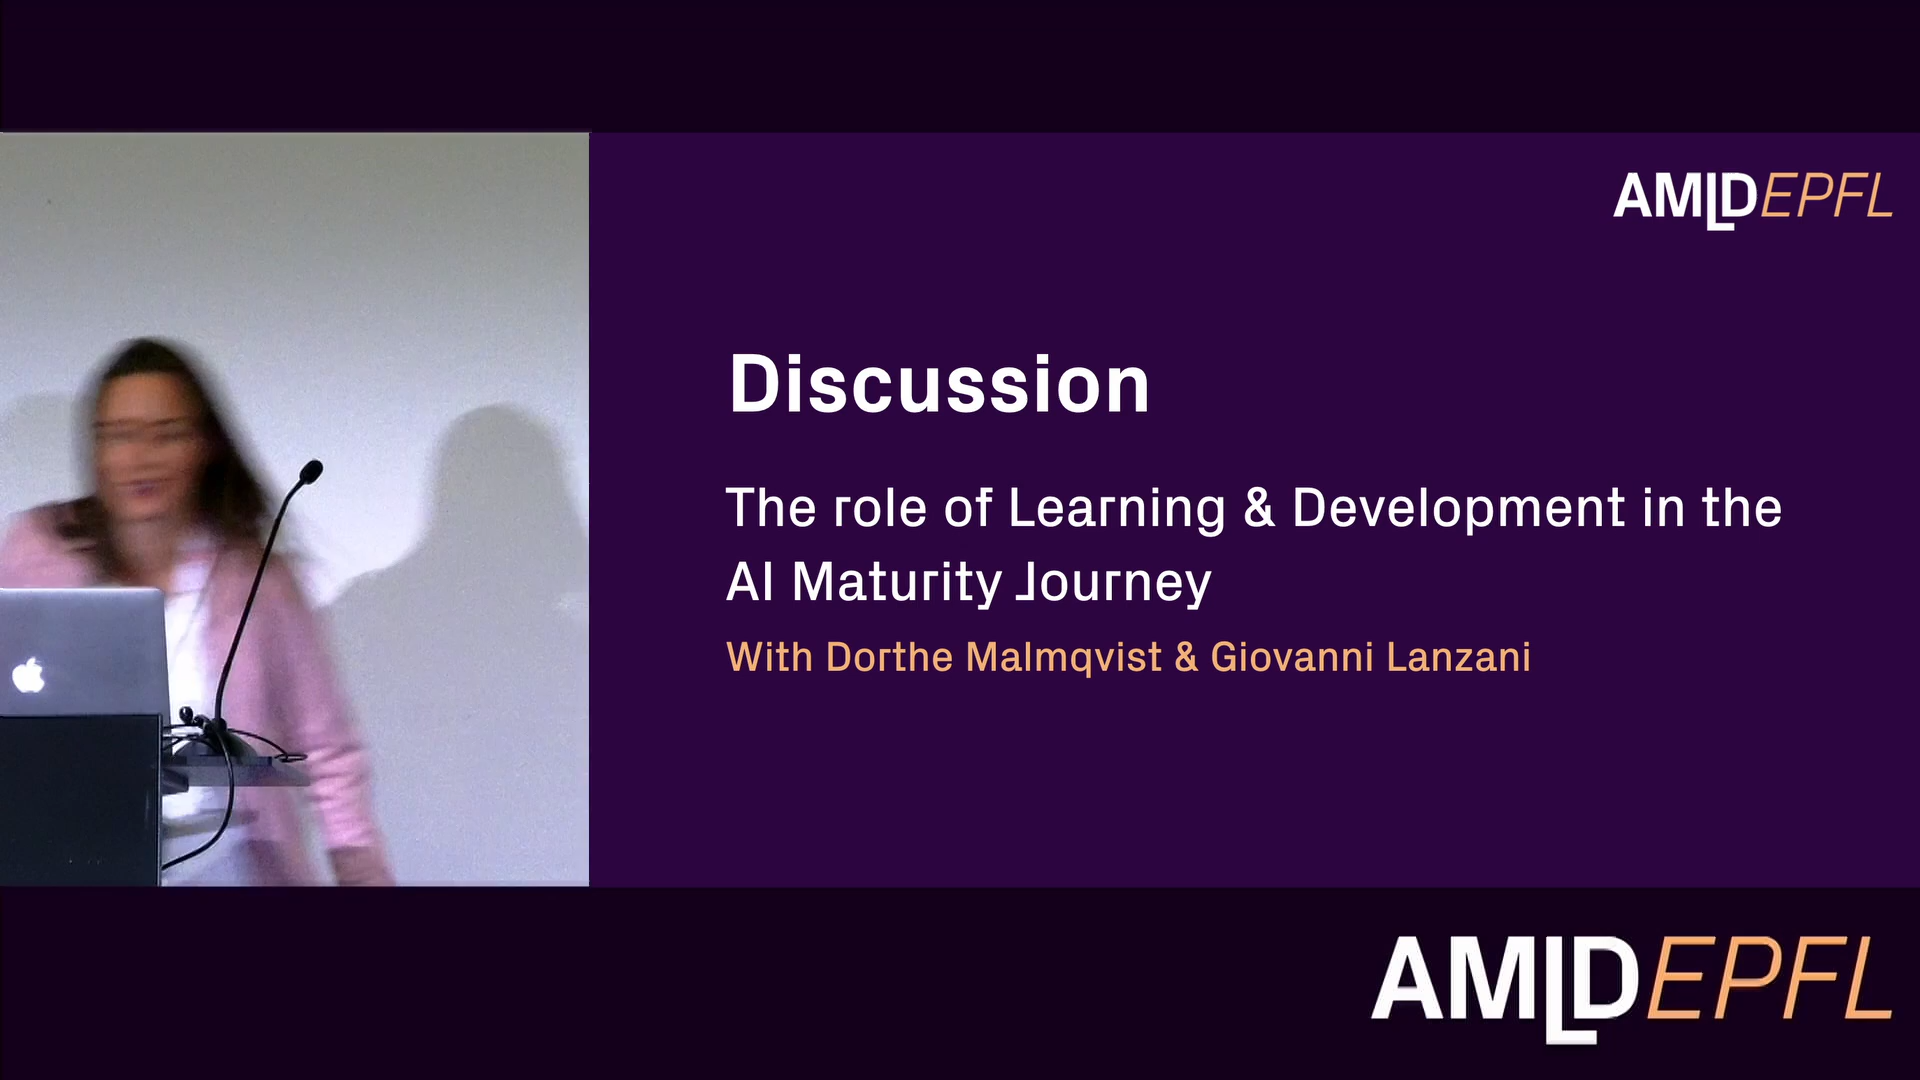 AMLDEPFL
Discussion
The role of Learning & Development in the
AI Maturity Journey
With Dorthe Malmqvist & Giovanni Lanzani
AMLDEPFL